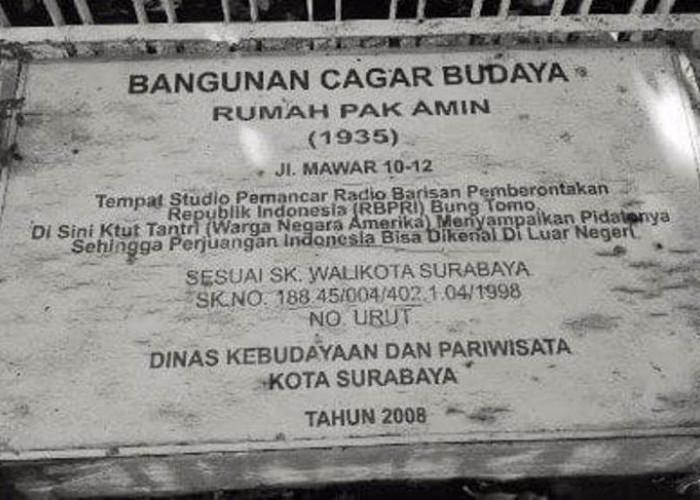 BANGUNAN CAGAR BUDAYA
RUMAH PAK AMIN
(1935)
Jl. MAWAR 10-12
Tempat Studio Pemancar Radio Barisan Pemberontakan
Republik Indonesia (RBPRI) Bung Tomo.
Di Sini Ktut Tantri (Warga Negara Amerika) Menyampaikan Pidatonya
Sehingga Perjuangan Indonesia Bisa Dikenal Di Luar Negeri.
SESUAI SK. WALIKOTA SURABAYA
SK.NO. 188.45/004/402.1.04/1998
NO. URUT
DINAS KEBUDAYAAN DAN PARIWISATA
KOTA SURABAYA
TAHUN 2008